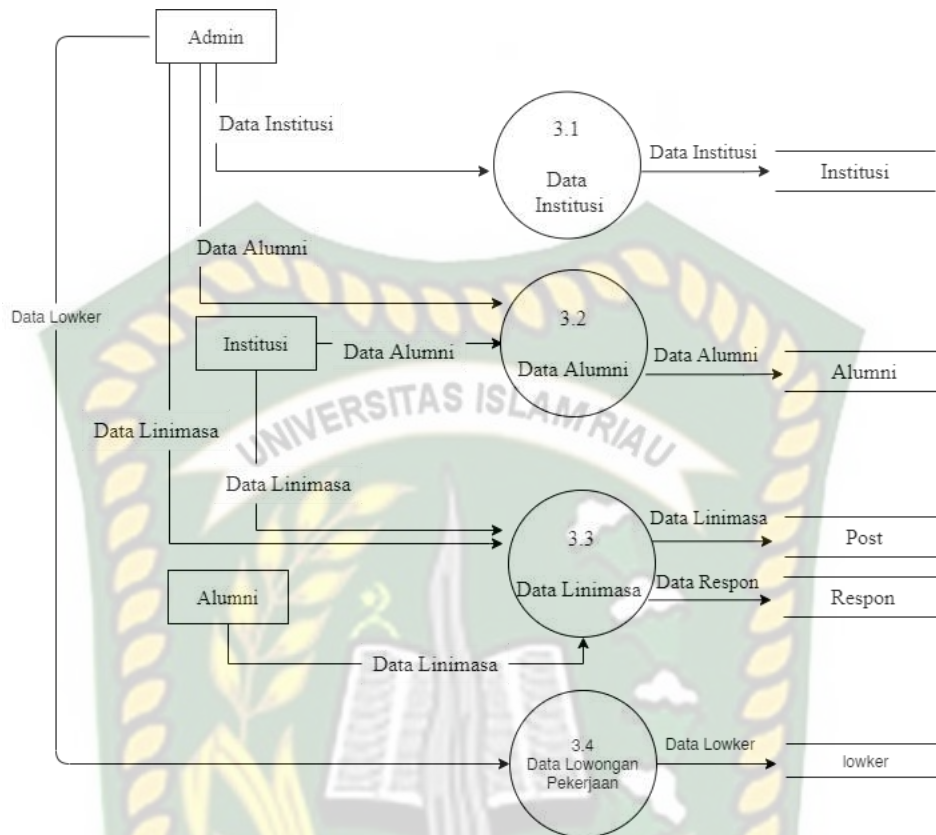 Admin
Data Institusi
3.1
Data
Institusi
Data Institusi
Institusi
Data Alumni
Data Lowker
Institusi
Data Alumni
3.2
Data Alumni
Data Alumni
Alumni
UNIVERSITAS ISLAM RIAU
Data Linimasa
Data Linimasa
3.3
Data Linimasa
Data Linimasa
Post
Data Respon
Respon
Alumni
Data Linimasa
3.4
Data Lowongan
Pekerjaan
Data Lowker
lowker